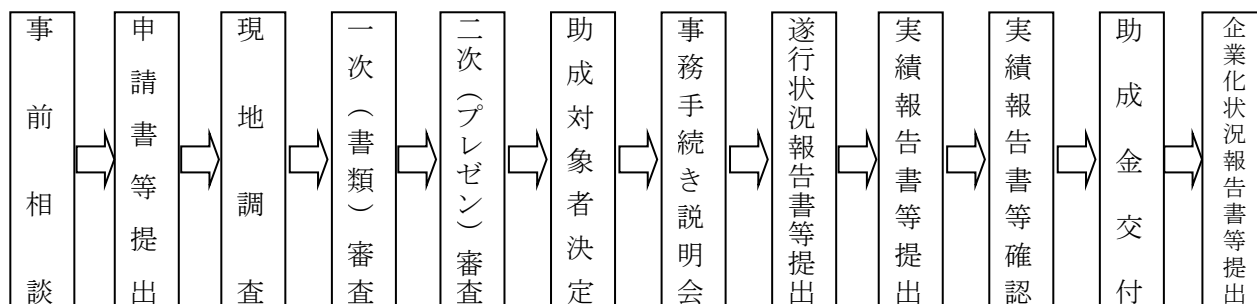 事前相談
申請書等提出
現地調査
一次（書類）審査
二次（プレゼン）審査
助成対象者決定
事務手続き説明会
遂行状況報告書等提出
実績報告書等提出
実績報告書等確認
助成金交付
企業化状況報告書等提出